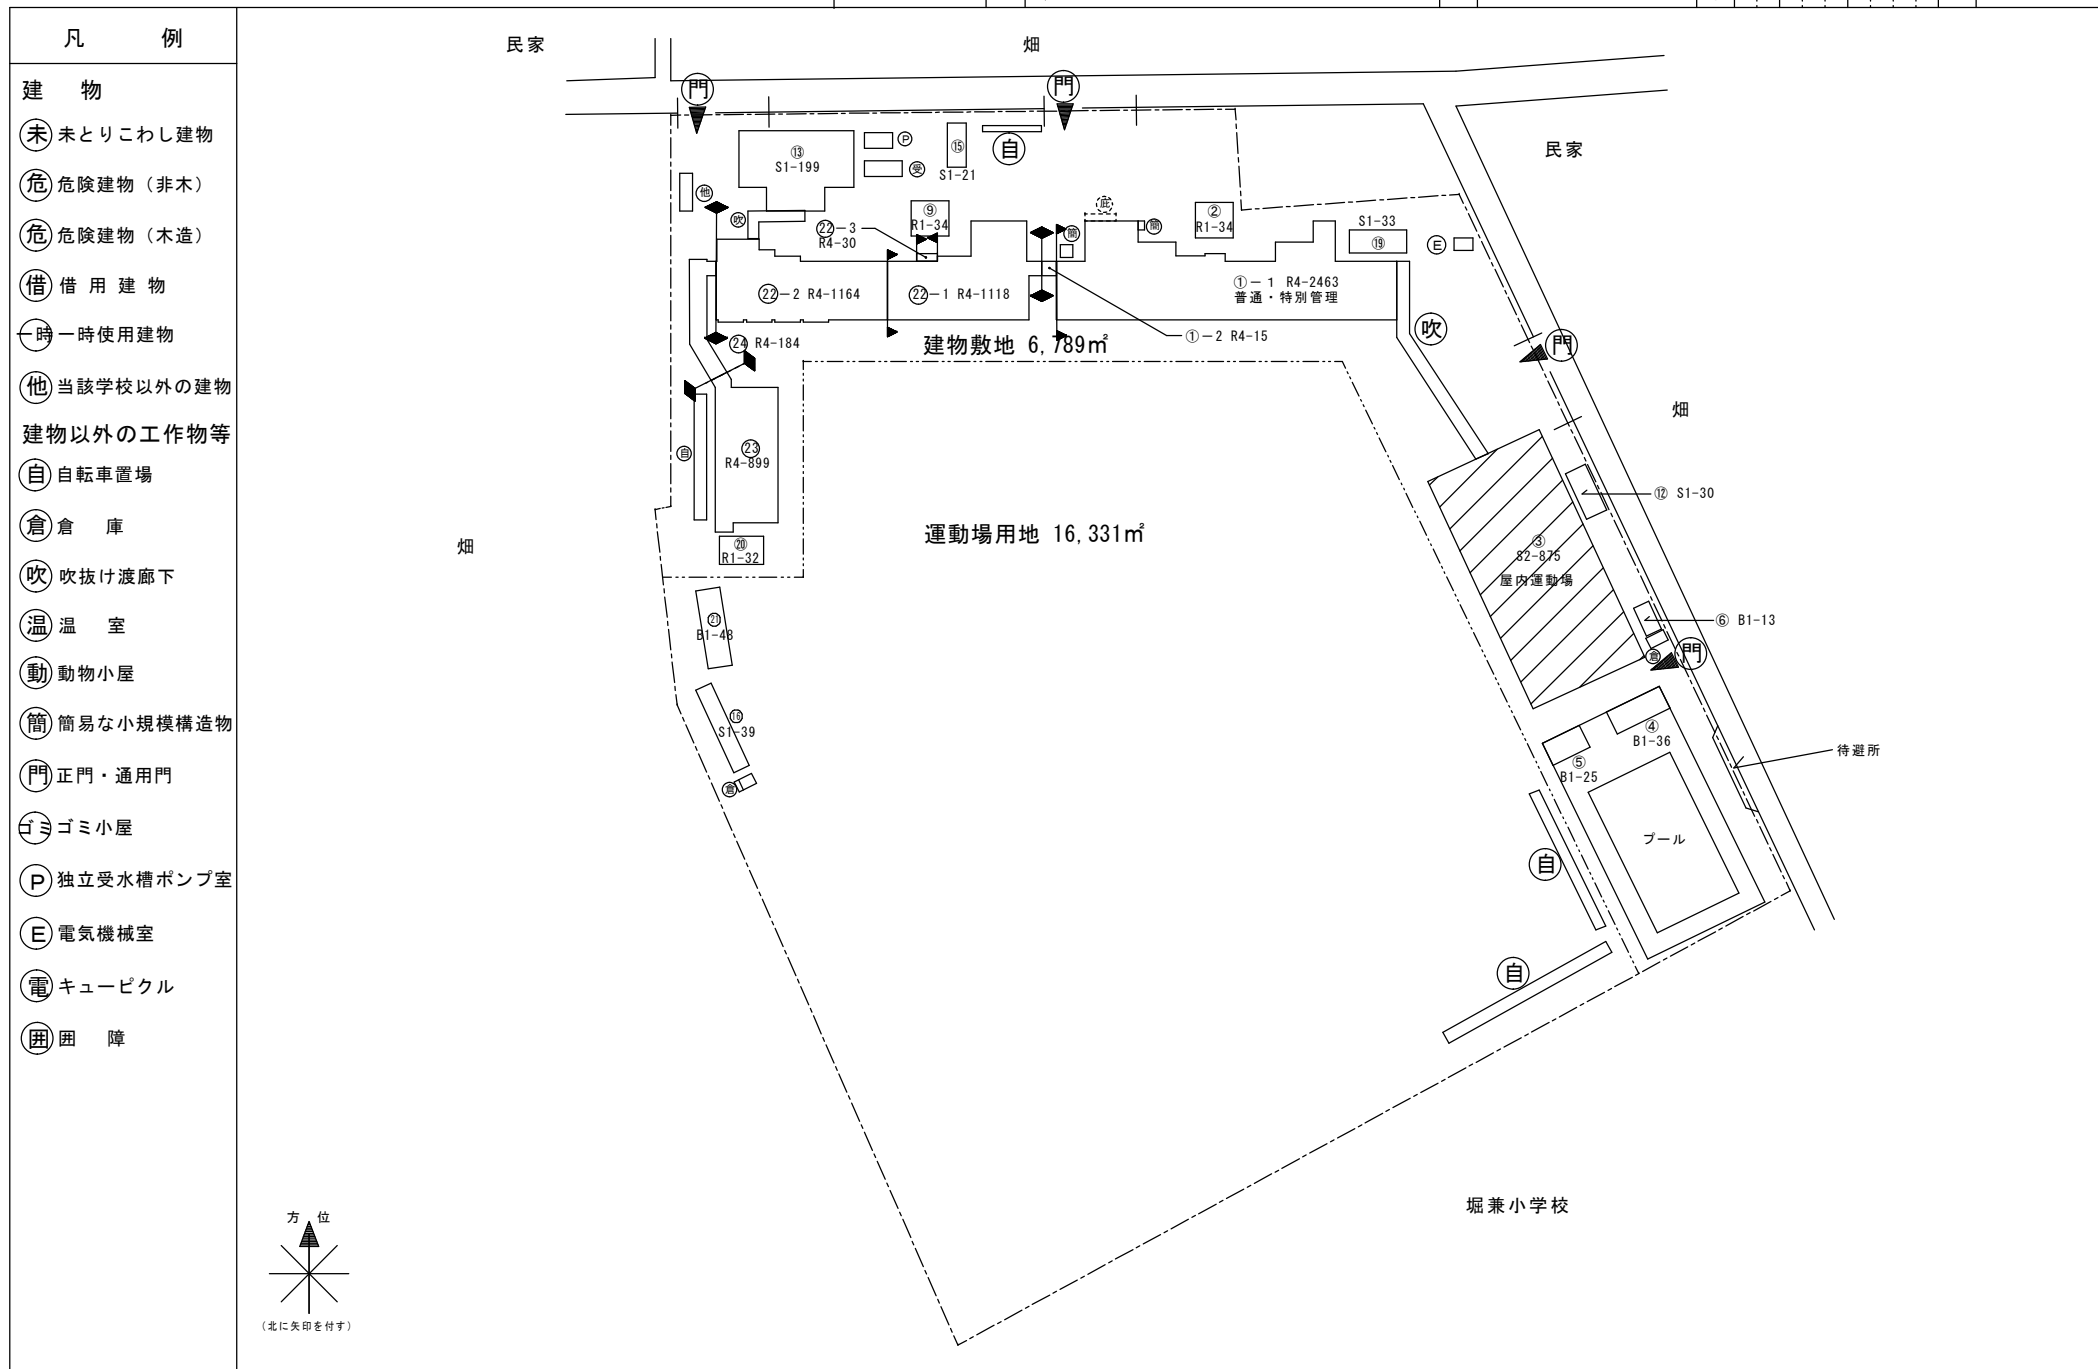 凡 例
建 物
未 未とりこわし建物
危 危険建物（非木）
危 危険建物（木造）
借 借用建物
一時 一時使用建物
他 当該学校以外の建物
建物以外の工作物等
自 自転車置場
倉 倉 庫
吹 吹抜け渡廊下
温 温 室
動 動物小屋
簡 簡易な小規模構造物
門 正門・通用門
ゴミ ゴミ小屋
P 独立受水槽ポンプ室
E 電気機械室
電 キュービクル
囲 囲 障
方 位
(北に矢印を付す)
民家
畑
門
門
民家
⑬
S1-199
P
受
⑮
S1-21
自
他
吹
㉒-3
R4-30
⑨
R1-34
庇
簡
簡
②
R1-34
S1-33
⑲
E
㉒-2 R4-1164
㉒-1 R4-1118
①-1 R4-2463
普通・特別管理
①-2 R4-15
吹
門
㉔ R4-184
建物敷地 6,789㎡
畑
自
㉓
R4-899
⑫ S1-30
畑
運動場用地 16,331㎡
⑳
R1-32
③
S2-875
屋内運動場
㉑
B1-48
⑥ B1-13
倉
門
⑯
S1-39
倉
④
B1-36
⑤
B1-25
待避所
プール
自
自
堀兼小学校